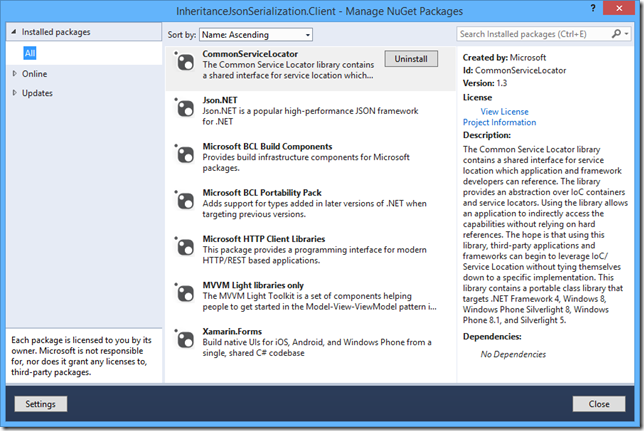 InheritanceJsonSerialization.Client - Manage NuGet Packages
Installed packages
All
Online
Updates
Each package is licensed to you by its
owner. Microsoft is not responsible
for, nor does it grant any licenses to,
third-party packages.
Sort by: Name: Ascending
CommonServiceLocator
The Common Service Locator library contains
a shared interface for service location which...
Uninstall
Json.NET
Json.NET is a popular high-performance JSON framework
for .NET
Microsoft BCL Build Components
Provides build infrastructure components for Microsoft
packages.
Microsoft BCL Portability Pack
Adds support for types added in later versions of .NET when
targeting previous versions.
Microsoft HTTP Client Libraries
This package provides a programming interface for modern
HTTP/REST based applications.
MVVM Light libraries only
The MVVM Light Toolkit is a set of components helping
people to get started in the Model-View-ViewModel pattern i...
Xamarin.Forms
Build native UIs for iOS, Android, and Windows Phone from a
single, shared C# codebase
Search Installed packages (Ctrl+E)
Created by: Microsoft
Id: CommonServiceLocator
Version: 1.3
License
View License
Project Information
Description:
The Common Service Locator library
contains a shared interface for service
location which application and framework
developers can reference. The library
provides an abstraction over IoC containers
and service locators. Using the library allows
an application to indirectly access the
capabilities without relying on hard
references. The hope is that using this
library, third-party applications and
frameworks can begin to leverage IoC/
Service Location without tying themselves
down to a specific implementation. This
library contains a portable class library that
targets .NET Framework 4, Windows 8,
Windows Phone Silverlight 8, Windows
Phone 8.1, and Silverlight 5.
Dependencies:
No Dependencies
Settings
Close